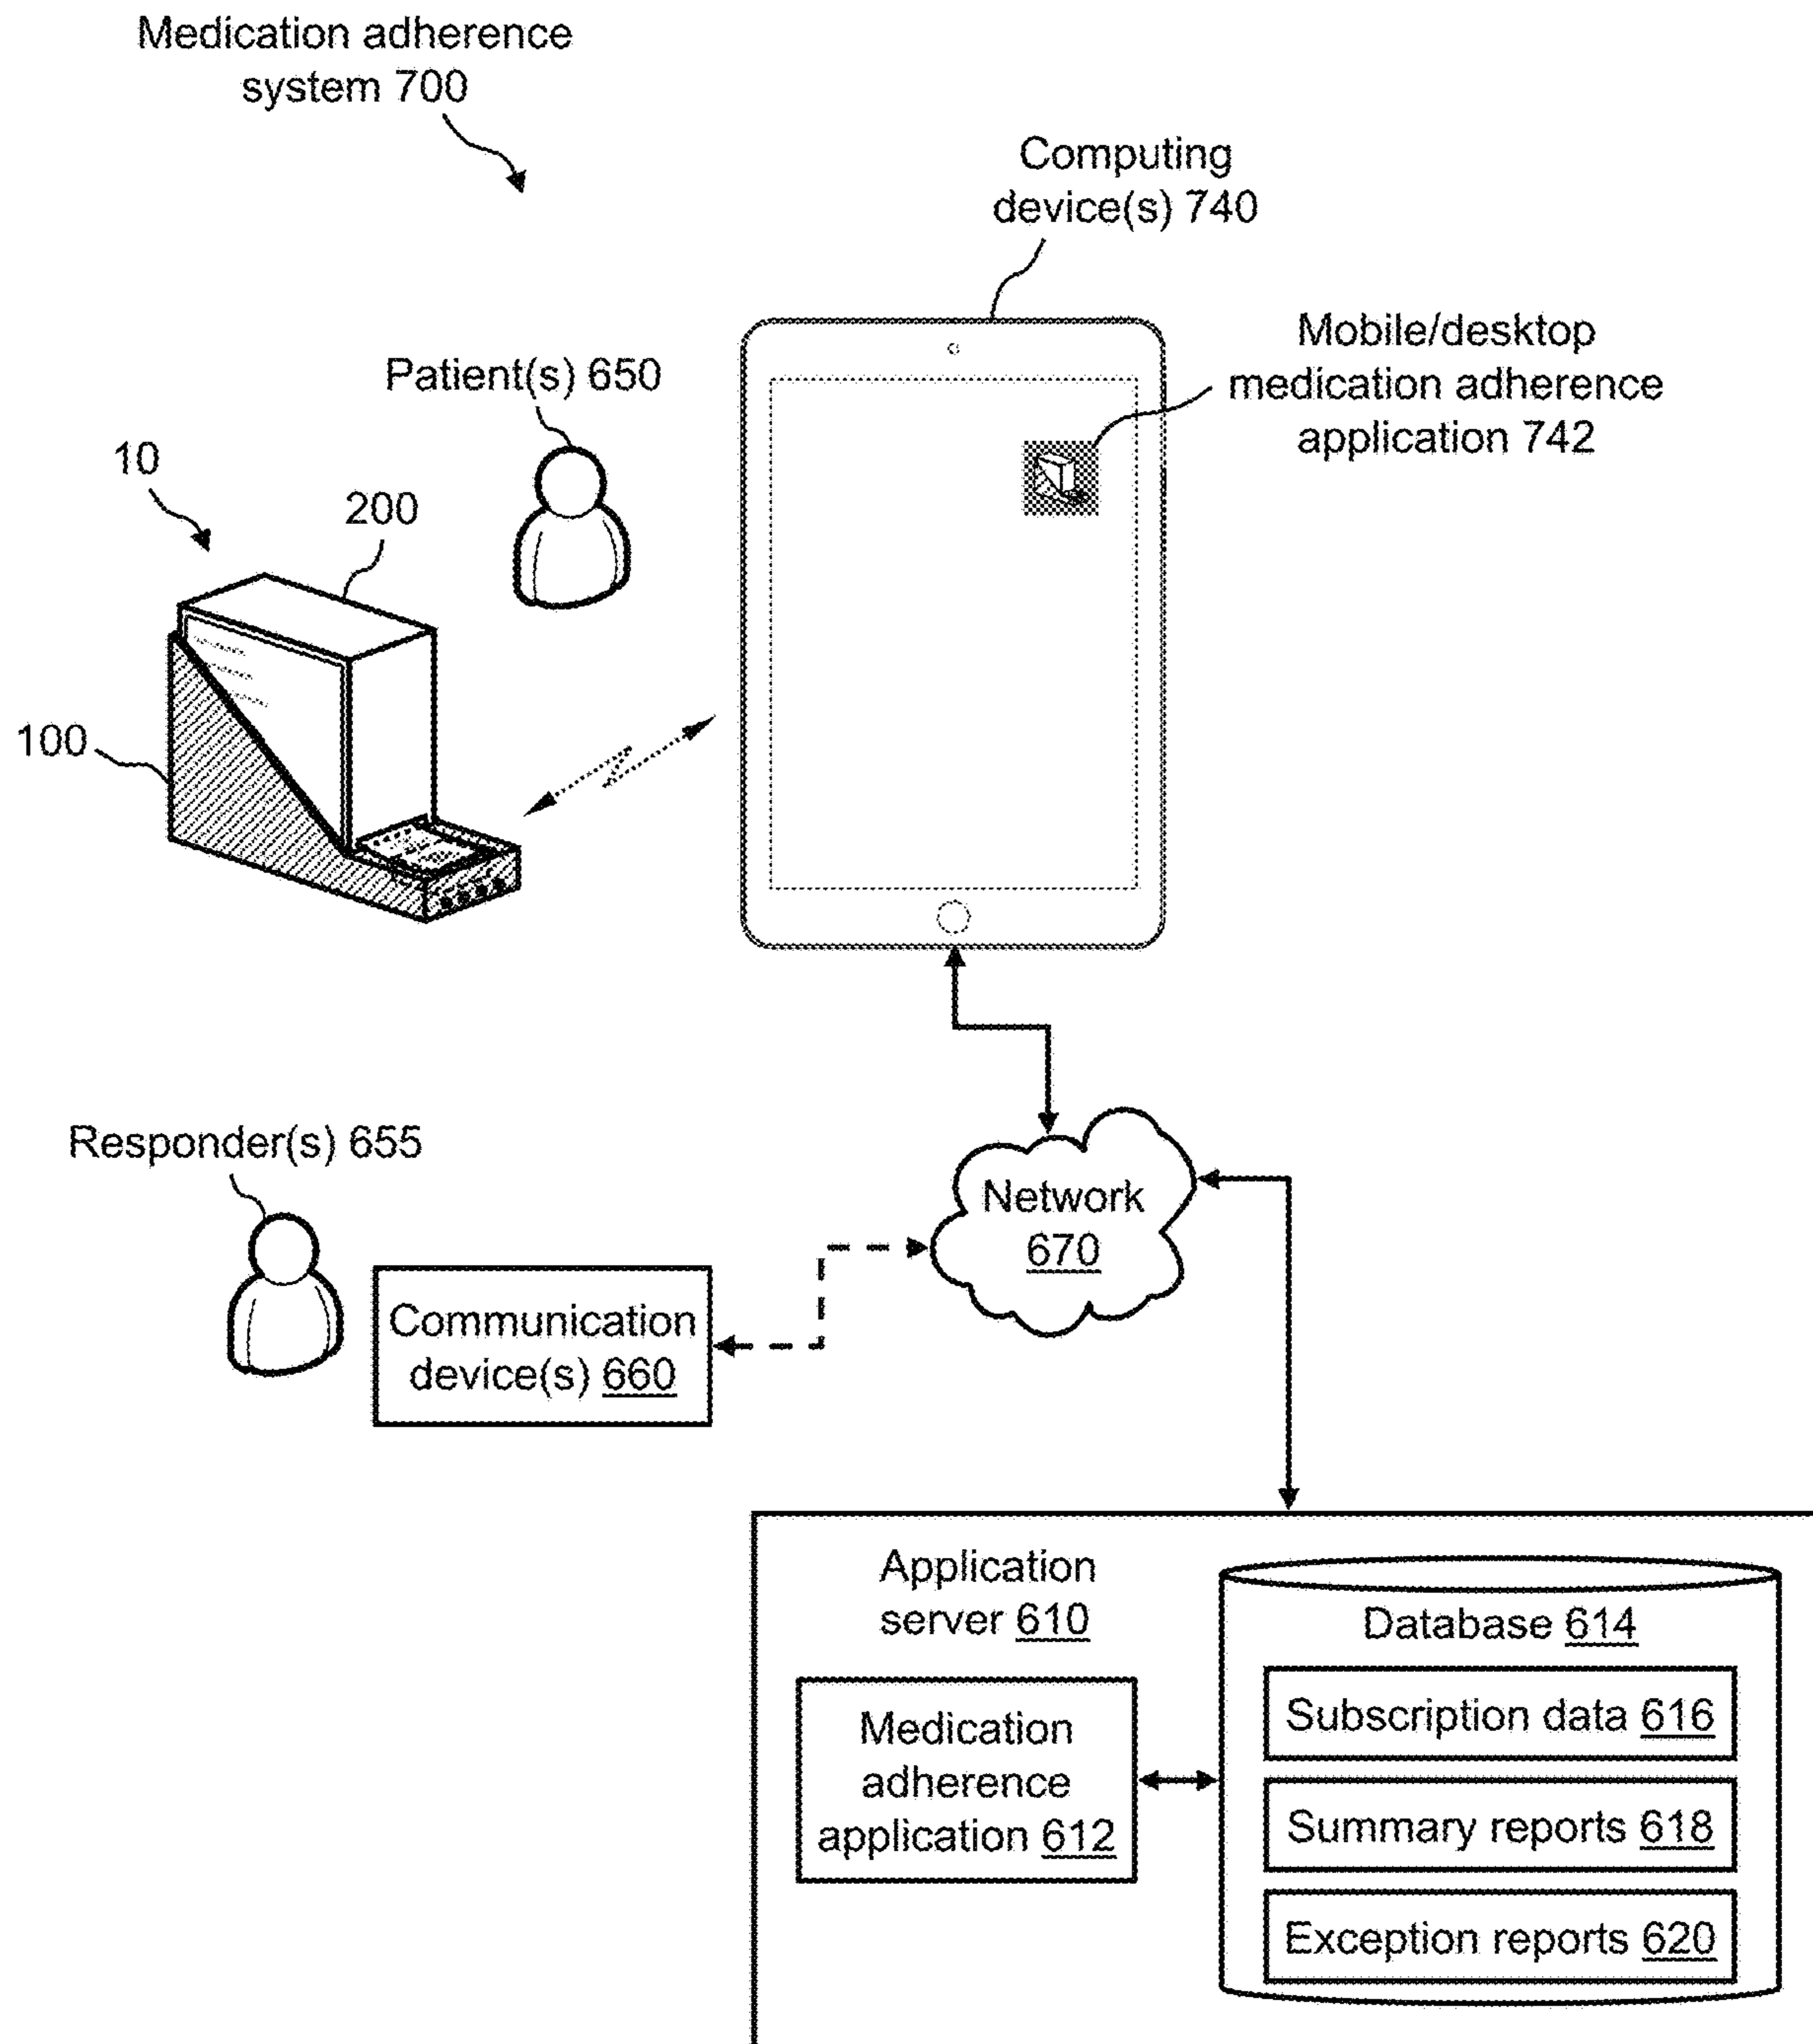 Medication adherence
system 700
Computing
device(s) 740
Mobile/desktop
medication adherence
application 742
Patient(s) 650
10
200
100
Responder(s) 655
Network
670
Communication
device(s) 660
Application
server 610
Database 614
Medication
adherence
application 612
Subscription data 616
Summary reports 618
Exception reports 620